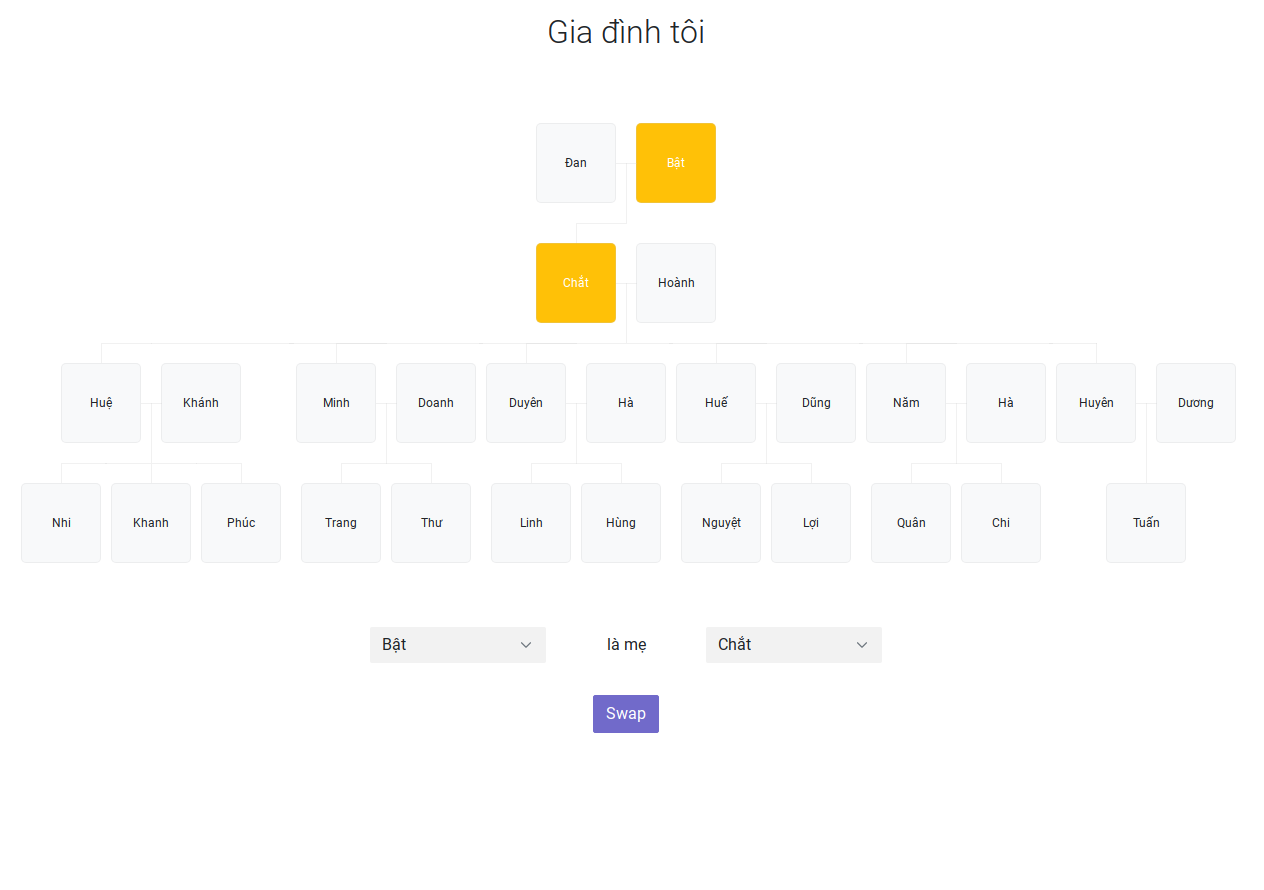 Gia đình tôi
Đan Bật
Chắt Hoành
Huệ Khánh Minh Doanh Duyên Hà Huế Dũng Năm Hà Huyên Dương
Nhi Khanh Phúc Trang Thư Linh Hùng Nguyệt Lợi Quân Chi Tuấn
Bật là mẹ Chắt
Swap